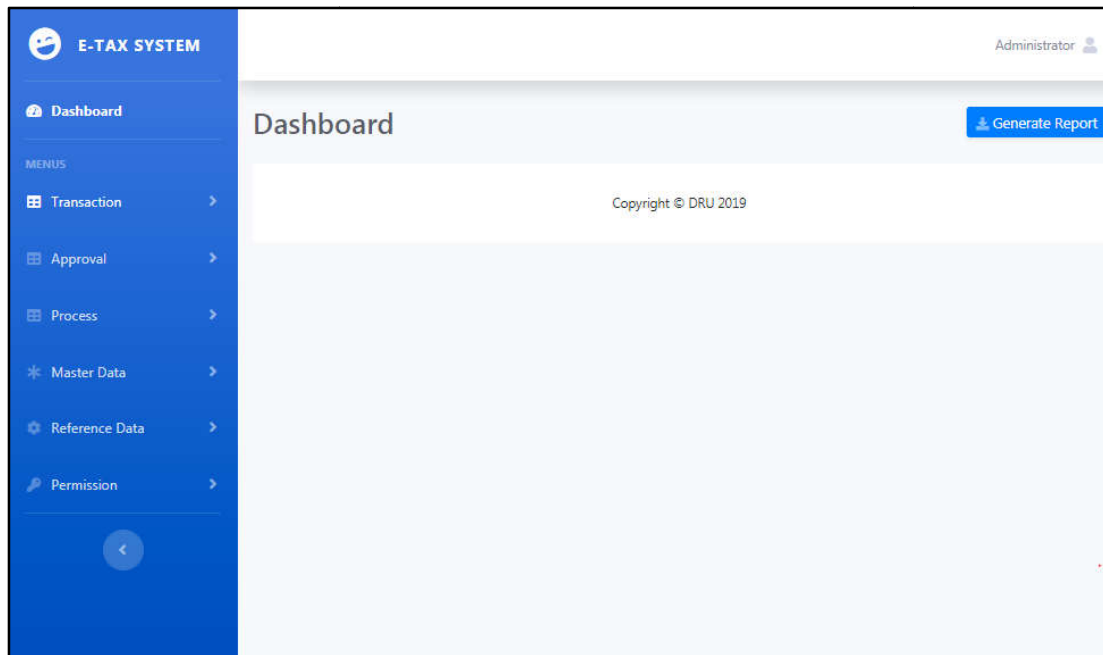 E-TAX SYSTEM
Administrator
Dashboard
Dashboard
Generate Report
MENUS
Transaction
Copyright © DRU 2019
Approval
Process
Master Data
Reference Data
Permission